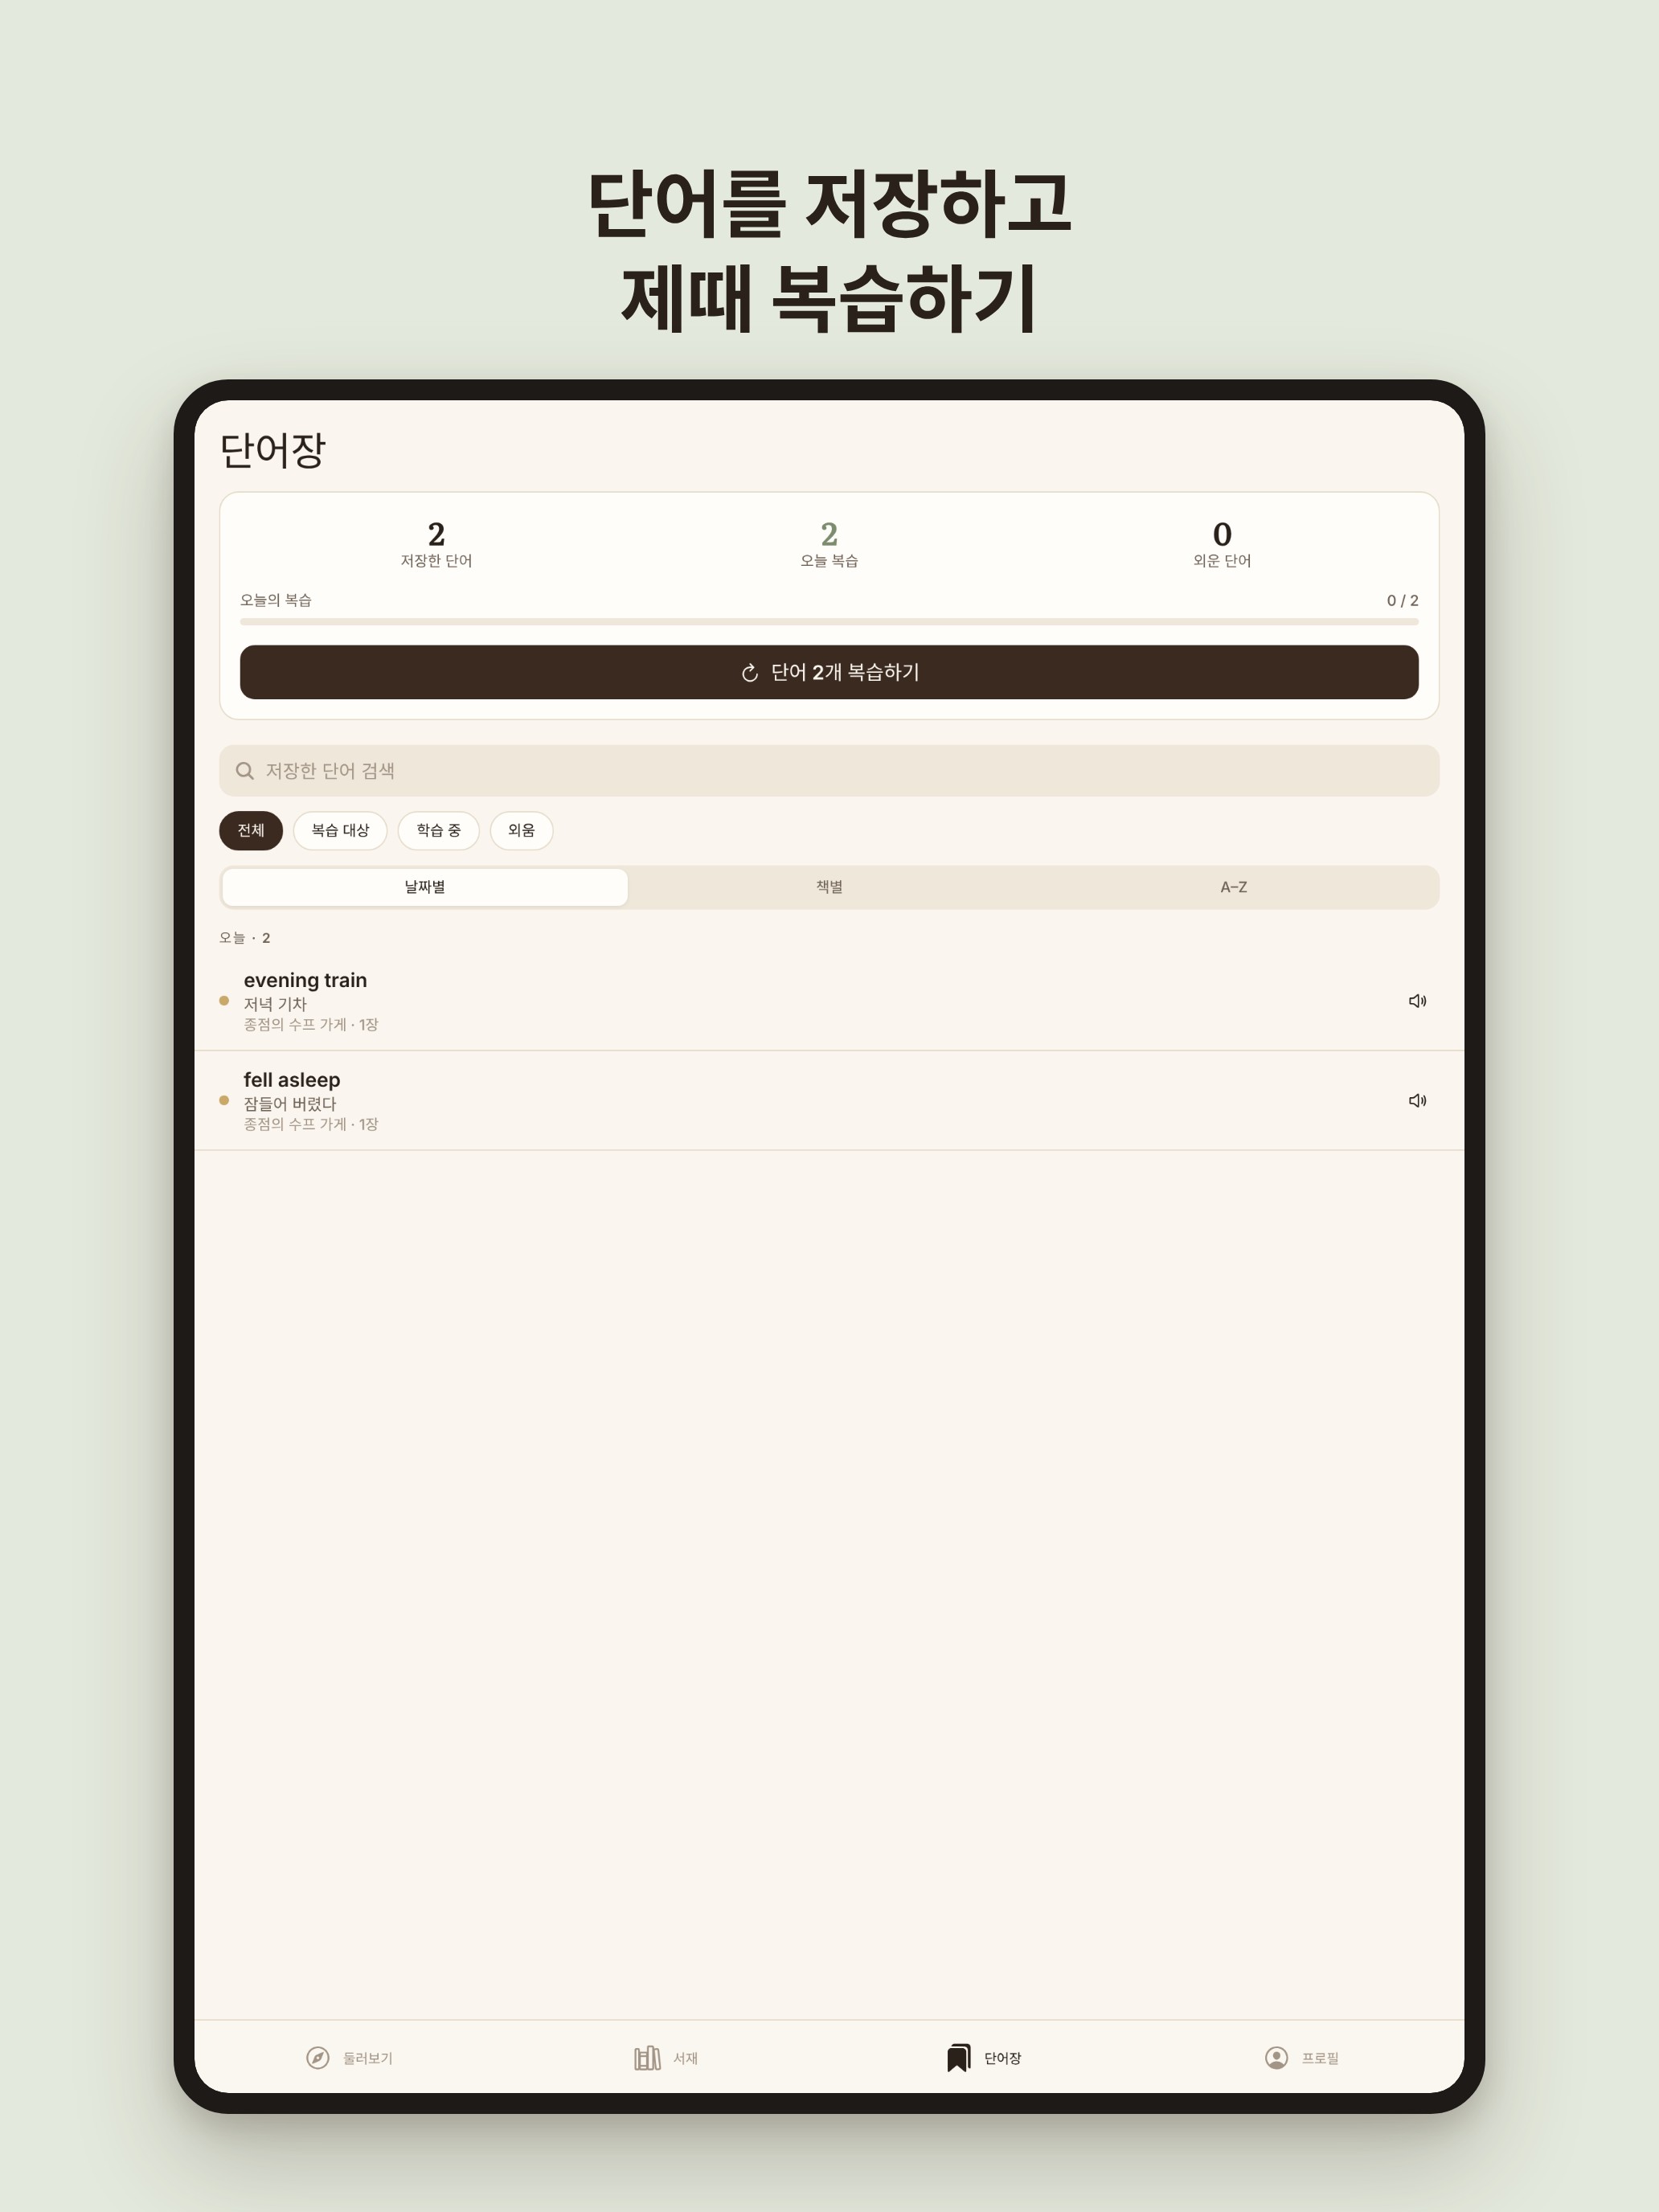 단어를 저장하고
제때 복습하기
단어장
2 2 0
저장한 단어 오늘 복습 외운 단어
오늘의 복습 0 / 2
단어 2개 복습하기
저장한 단어 검색
전체 복습 대상 학습 중 외움
날짜별 책별 A–Z
오늘 · 2
evening train
저녁 기차
종점의 수프 가게 · 1장
fell asleep
잠들어 버렸다
종점의 수프 가게 · 1장
둘러보기 서재 단어장 프로필